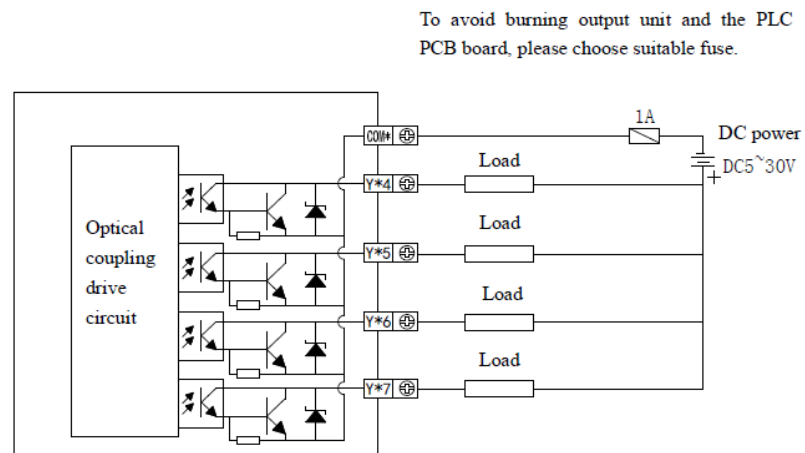 To avoid burning output unit and the PLC
PCB board, please choose suitable fuse.
COM*
1A
DC power
DC5~30V
+
Load
Y*4
Optical
coupling
drive
circuit
Load
Y*5
Load
Y*6
Load
Y*7